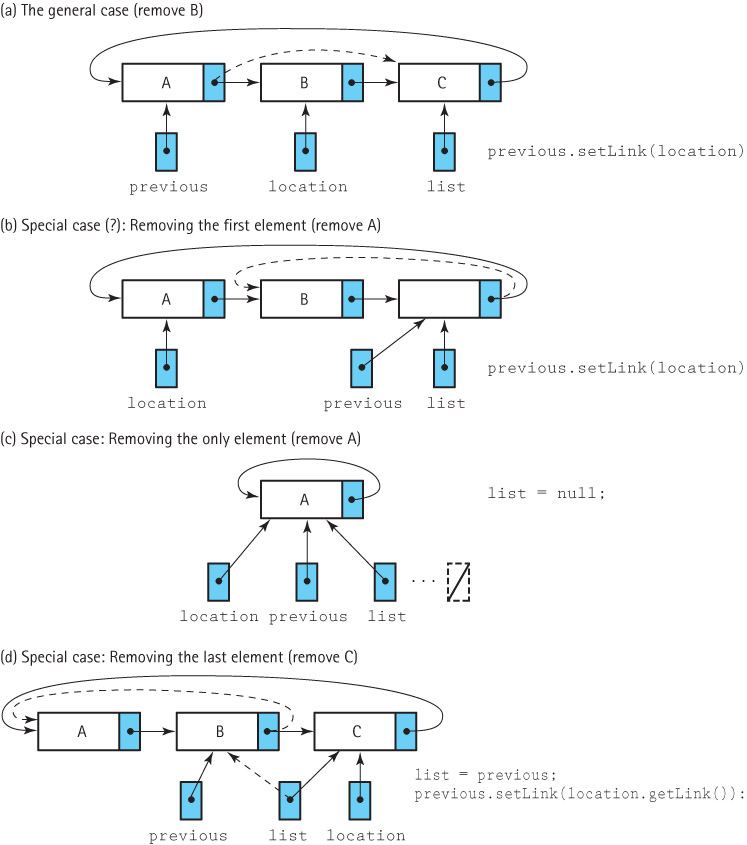 (a) The general case (remove B)
A B C
previous location list
previous.setLink(location)
(b) Special case (?): Removing the first element (remove A)
A B
location previous list
previous.setLink(location)
(c) Special case: Removing the only element (remove A)
A
list = null;
location previous list
...
(d) Special case: Removing the last element (remove C)
A B C
list = previous;
previous.setLink(location.getLink()):
previous list location